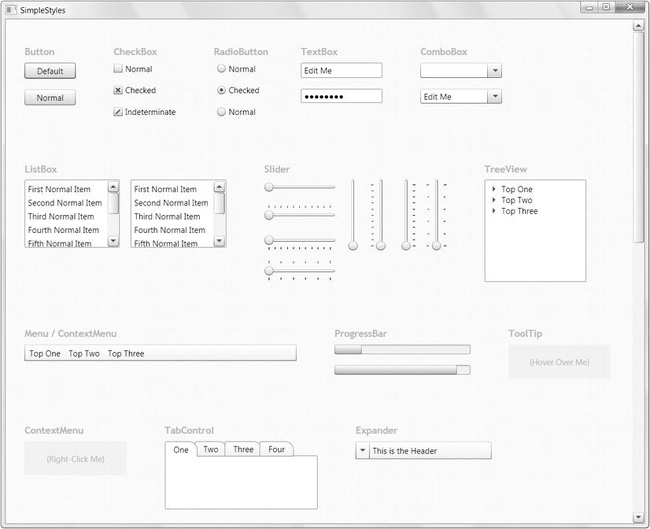 SimpleStyles
Button CheckBox RadioButton TextBox ComboBox
Default Normal Normal Edit Me
Checked Checked
Normal Edit Me
Indeterminate Normal
ListBox Slider TreeView
First Normal Item First Normal Item Top One
Second Normal Item Second Normal Item Top Two
Third Normal Item Third Normal Item Top Three
Fourth Normal Item Fourth Normal Item
Fifth Normal Item Fifth Normal Item
Menu / ContextMenu ProgressBar ToolTip
Top One Top Two Top Three
(Hover Over Me)
ContextMenu TabControl Expander
One Two Three Four This is the Header
(Right-Click Me)